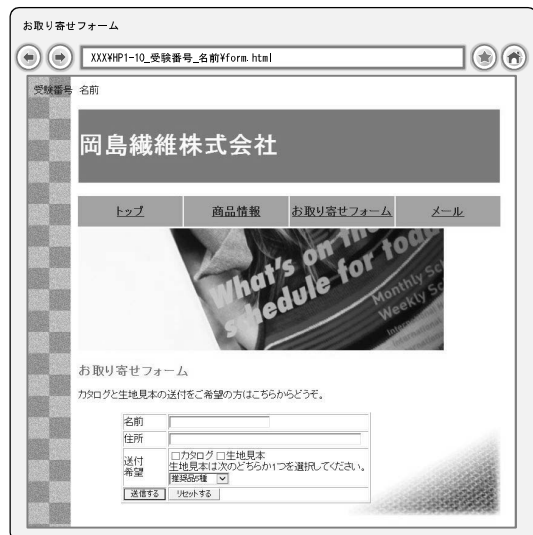 お取り寄せフォーム
XXX¥HP1-10_受験番号_名前¥form.html
受験番号 名前
岡島繊維株式会社
トップ 商品情報 お取り寄せフォーム メール
What's on the
schedule for today
Monthly Sc
Weekly Sc
お取り寄せフォーム
カタログと生地見本の送付をご希望の方はこちらからどうぞ。
名前
住所
送付
希望
□カタログ □生地見本
生地見本は次のどちらか1つを選択してください。
推奨品5種
送信する リセットする